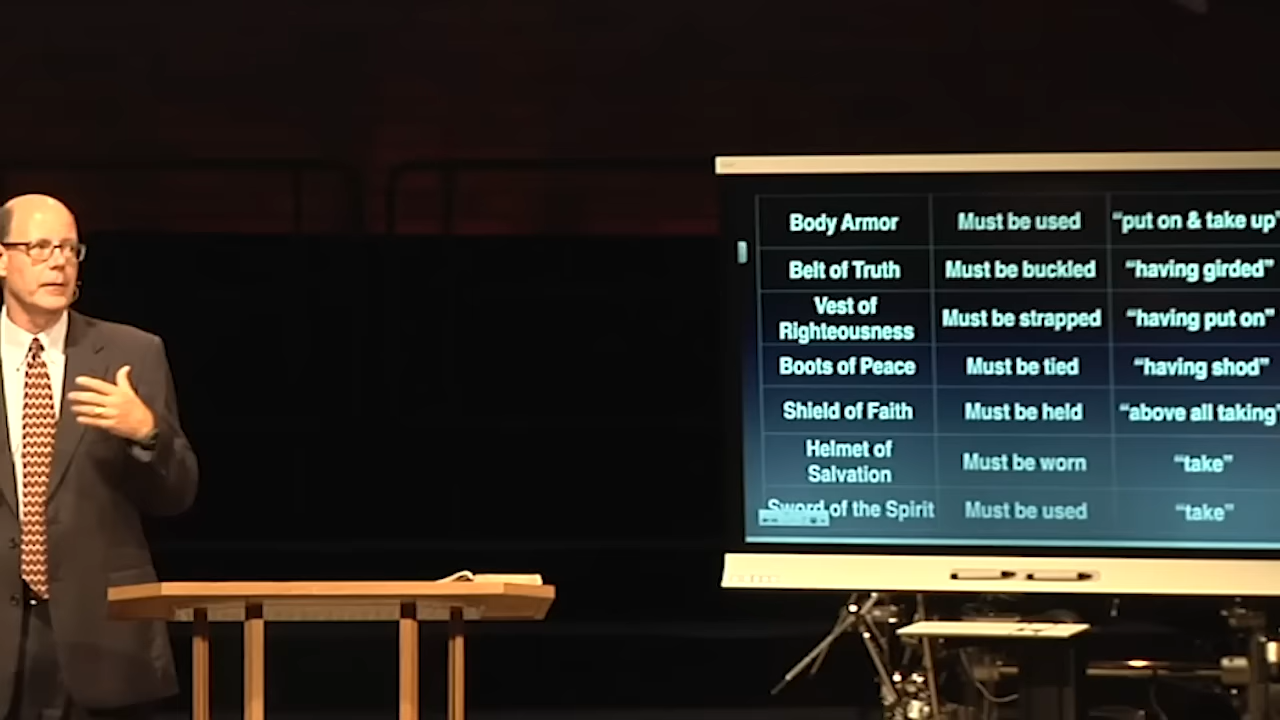 Body Armor Must be used “put on & take up”
Belt of Truth Must be buckled “having girded”
Vest of
Righteousness Must be strapped “having put on”
Boots of Peace Must be tied “having shod”
Shield of Faith Must be held “above all taking”
Helmet of
Salvation Must be worn “take”
Sword of the Spirit Must be used “take”